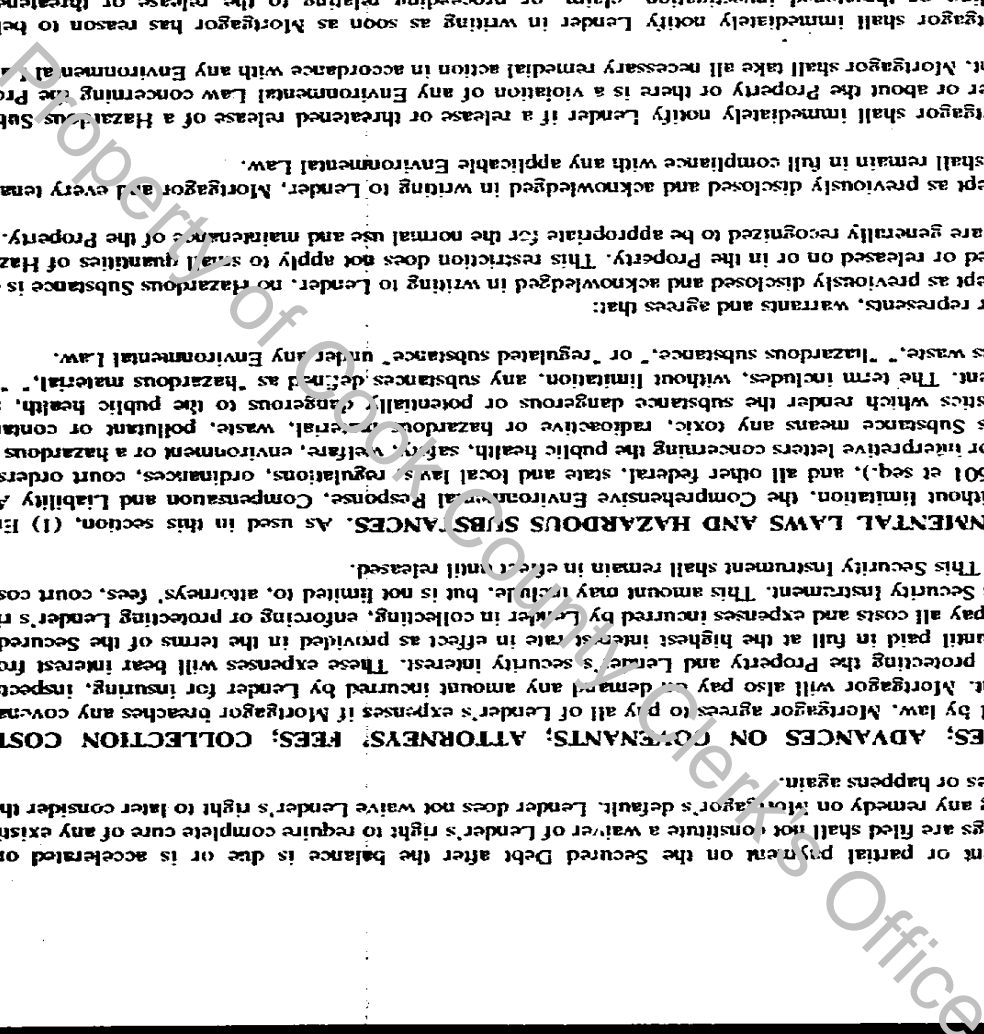 nt or partial payment on the Secured Debt after the balance is due or is accelerated or
gs are filed shall not constitute a waiver of Lender's right to require complete cure of any existi
g any remedy on Mortgagor's default, Lender does not waive Lender's right to later consider th
es or happens again.
ES; ADVANCES ON COVENANTS; ATTORNEYS' FEES; COLLECTION COST
d by law, Mortgagor agrees to pay all of Lender's expenses if Mortgagor breaches any covena
nt. Mortgagor will also pay on demand any amount incurred by Lender for insuring, inspect
protecting the Property and Lender's security interest. These expenses will bear interest fro
until paid in full at the highest interest rate in effect as provided in the terms of the Secured
pay all costs and expenses incurred by Lender in collecting, enforcing or protecting Lender's ri
s Security Instrument. This amount may include, but is not limited to, attorneys' fees, court cos
This Security Instrument shall remain in effect until released.
NMENTAL LAWS AND HAZARDOUS SUBSTANCES. As used in this section, (1) E
ithout limitation, the Comprehensive Environmental Response, Compensation and Liability A
601 et seq.), and all other federal, state and local laws, regulations, ordinances, court orders
or interpretive letters concerning the public health, safety, welfare, environment or a hazardous
s Substance means any toxic, radioactive or hazardous material, waste, pollutant or contar
stics which render the substance dangerous or potentially dangerous to the public health, s
ent. The term includes, without limitation, any substances defined as "hazardous material," "
s waste," "hazardous substance," or "regulated substance" under any Environmental Law.
r represents, warrants and agrees that:
ept as previously disclosed and acknowledged in writing to Lender, no Hazardous Substance is
ed or released on or in the Property. This restriction does not apply to small quantities of Haz
are generally recognized to be appropriate for the normal use and maintenance of the Property.
ept as previously disclosed and acknowledged in writing to Lender, Mortgagor and every tena
shall remain in full compliance with any applicable Environmental Law.
rtgagor shall immediately notify Lender if a release or threatened release of a Hazardous Sub
er or about the Property or there is a violation of any Environmental Law concerning the Pro
nt. Mortgagor shall take all necessary remedial action in accordance with any Environmental La
rtgagor shall immediately notify Lender in writing as soon as Mortgagor has reason to beli
ding or threatened investigation, claim, or proceeding relating to the release or threatene
Property of Cook County Clerk's Office